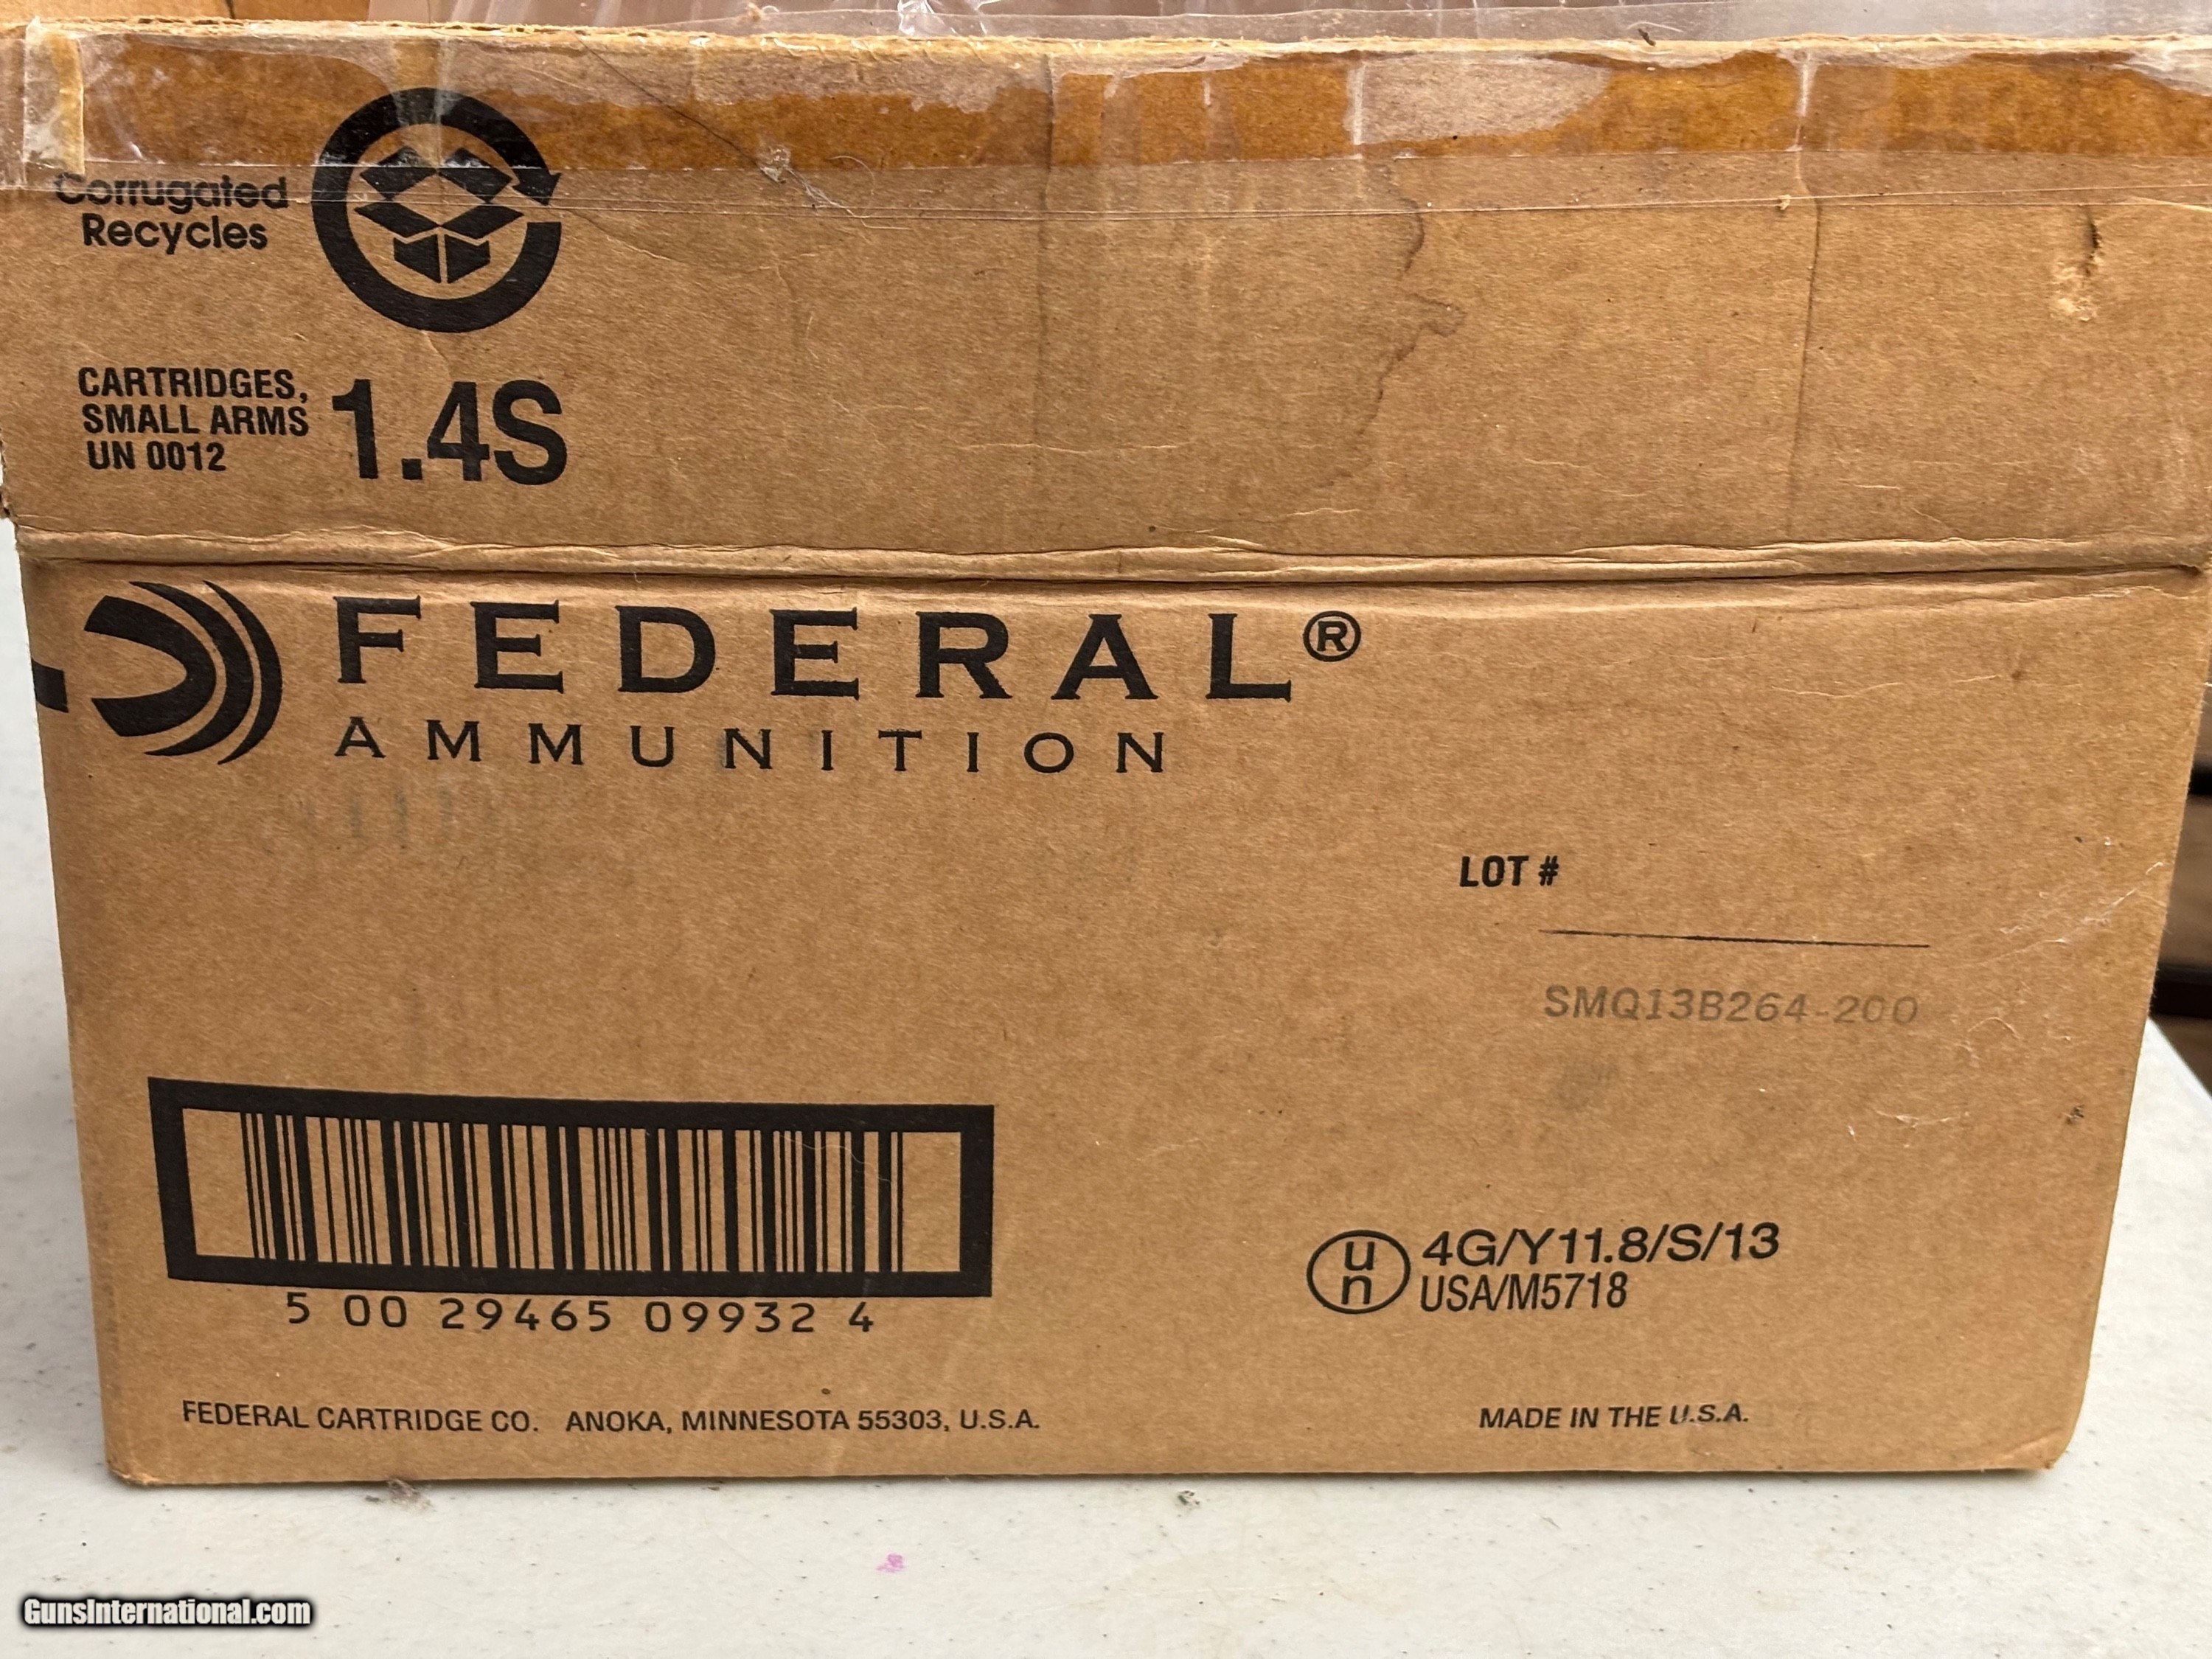 Corrugated
Recycles
CARTRIDGES,
SMALL ARMS
UN 0012
1.4S
FEDERAL®
AMMUNITION
LOT #
SMQ13B264-200
5 00 29465 09932 4
un
4G/Y11.8/S/13
USA/M5718
FEDERAL CARTRIDGE CO. ANOKA, MINNESOTA 55303, U.S.A.
MADE IN THE U.S.A.
GunsInternational.com